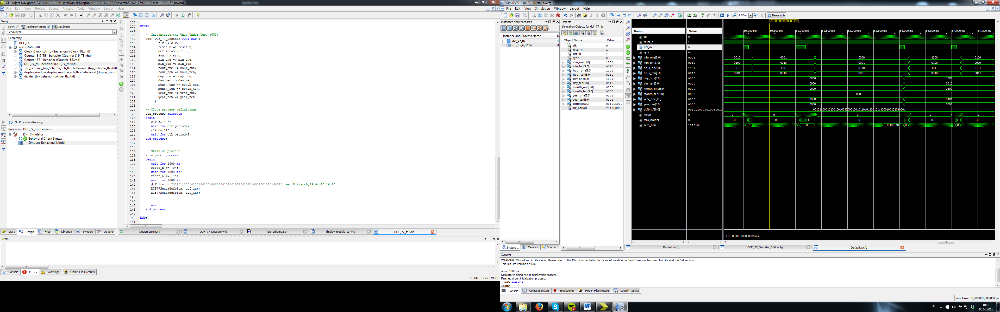 ISE Project Navigator (P.20131013) - C:\Users\Daniel\Dropbox\DCF77\DCF_77_Endversion\DCF_77\DCF_77.xise - [DCF_77_tb.vhd]
File Edit View Project Source Process Tools Window Layout Help
Design
View: Implementation Simulation
Behavioral
Hierarchy
DCF_77
xc2c256-6VQ100
Clock_Clock_sch_tb - behavioral (Clock_TB.vhd)
Counter_3_9_TB - behavioral (Counter_3_9_TB.vhd)
Counter_TB - behavioral (Counter_TB.vhd)
DCF_77_tb - behavior (DCF_77_tb.vhd)
Top_Schema_Top_Schema_sch_tb - behavioral (top_schema_tb.vhd)
display_module_display_module_sch_tb - behavioral (display_modu
divider_tb - behavior (divider_tb.vhd)
No Processes Running
Processes: DCF_77_tb - behavior
ISim Simulator
Behavioral Check Syntax
Simulate Behavioral Model
Start Design Files Libraries Symbols Options
103
104 BEGIN
105
106 -- Instantiate the Unit Under Test (UUT)
107 uut: DCF_77_Decoder PORT MAP (
108 clk => clk,
109 reset_n => reset_n,
110 dcf_in => dcf_in,
111 sync => sync,
112 min_one => min_one,
113 min_ten => min_ten,
114 hour_one => hour_one,
115 hour_ten => hour_ten,
116 day_one => day_one,
117 day_ten => day_ten,
118 month_one => month_one,
119 month_ten => month_ten,
120 year_one => year_one,
121 year_ten => year_ten
122 );
123
124 -- Clock process definitions
125 clk_process :process
126 begin
127 clk <= '0';
128 wait for clk_period/2;
129 clk <= '1';
130 wait for clk_period/2;
131 end process;
132
133
134 -- Stimulus process
135 stim_proc: process
136 begin
137 wait for 1000 ms;
138 reset_n <= '0';
139 wait for 1000 ms;
140 reset_n <= '1';
141 wait for 1000 ms;
142 -- Mittwoch,29.04.15 16:10
143 DCF77Send(dcfbits, dcf_in);
144 DCF77Send(dcfbits, dcf_in);
145
146
147 wait;
148 end process;
149
150 END;
151
Design Summary DCF_77_Decoder.vhd Top_Schema.sch display_module_tb.vhd DCF_77_tb.vhd
Errors
Console Errors Warnings Find in Files Results
Ln 141 Col 25 VHDL
ISim (P.20131013) - [Default.wcfg]
File Edit View Simulation Window Layout Help
1.00us Re-launch
Instances and Processes
Instance and Process Name D
dcf_77_tb d
std_logic_1164 st
Instanc... Memory Source ...
Objects
Simulation Objects for dcf_77_tb
Object Name Value
clk 0
reset_n 1
dcf_in 1
sync 0
min_one[3:0] 1101
min_ten[3:0] 0010
hour_one[3:0] 1001
hour_ten[3:0] 0010
day_one[3:0] 1001
day_ten[3:0] 0010
month_one[3:0] 0100
month_ten[3:0] 0000
year_one[3:0] 0101
year_ten[3:0] 0001
dcfbits[58:0] 001011000
clk_period 781250000
60,500.000000000 ms
Name Value
60,000 ms 60,500 ms 61,000 ms 61,500 ms 62,000 ms 62,500 ms 63,000 ms 63,500 ms 64,000 ms 64,500 ms
clk 0
reset_n 1
dcf_in 0
sync 0
min_one[3:0] 0001 0010 0001 0000 1000 0100
min_ten[3:0] 0010 0100 0010 0001 0100 0010
hour_one[3:0] 1101 1010 1101 0110 1011 0101
hour_ten[3:0] 0010 0001 0010 0001 0010 0011
day_one[3:0] 0000 0000 1001
day_ten[3:0] 0000 0000 0010
month_one[3:0] 0000 0000 0100
month_ten[3:0] 0000 0000
year_one[3:0] 0000 0000 0101
year_ten[3:0] 0000 0000 0001
dcfbits[58:0]
mean 0 0 0 0 0 0
max_holder 0 0 0 11... 0 0 0
zero_time 101010 0 0 10100110 0 0
X1: 60,500.000000000 ms
Default.wcfg DCF_77_Decoder_SIM.wcfg Default.wcfg
Console
WARNING: ISim will run in Lite mode. Please refer to the ISim documentation for more information on the differences between the Lite and the Full version.
This is a Lite version of ISim.
# run 1000 ns
Simulator is doing circuit initialization process.
Finished circuit initialization process.
ISim> run 70s
ISim>
Console Compilation Log Breakpoints Find in Files Results Search Results
Sim Time: 70,000,001,000,000 ps
DE 10:01
06.06.2015